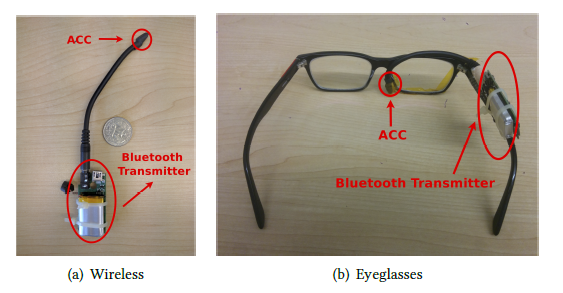 ACC
Bluetooth
Transmitter
ACC
Bluetooth Transmitter
(a) Wireless
(b) Eyeglasses